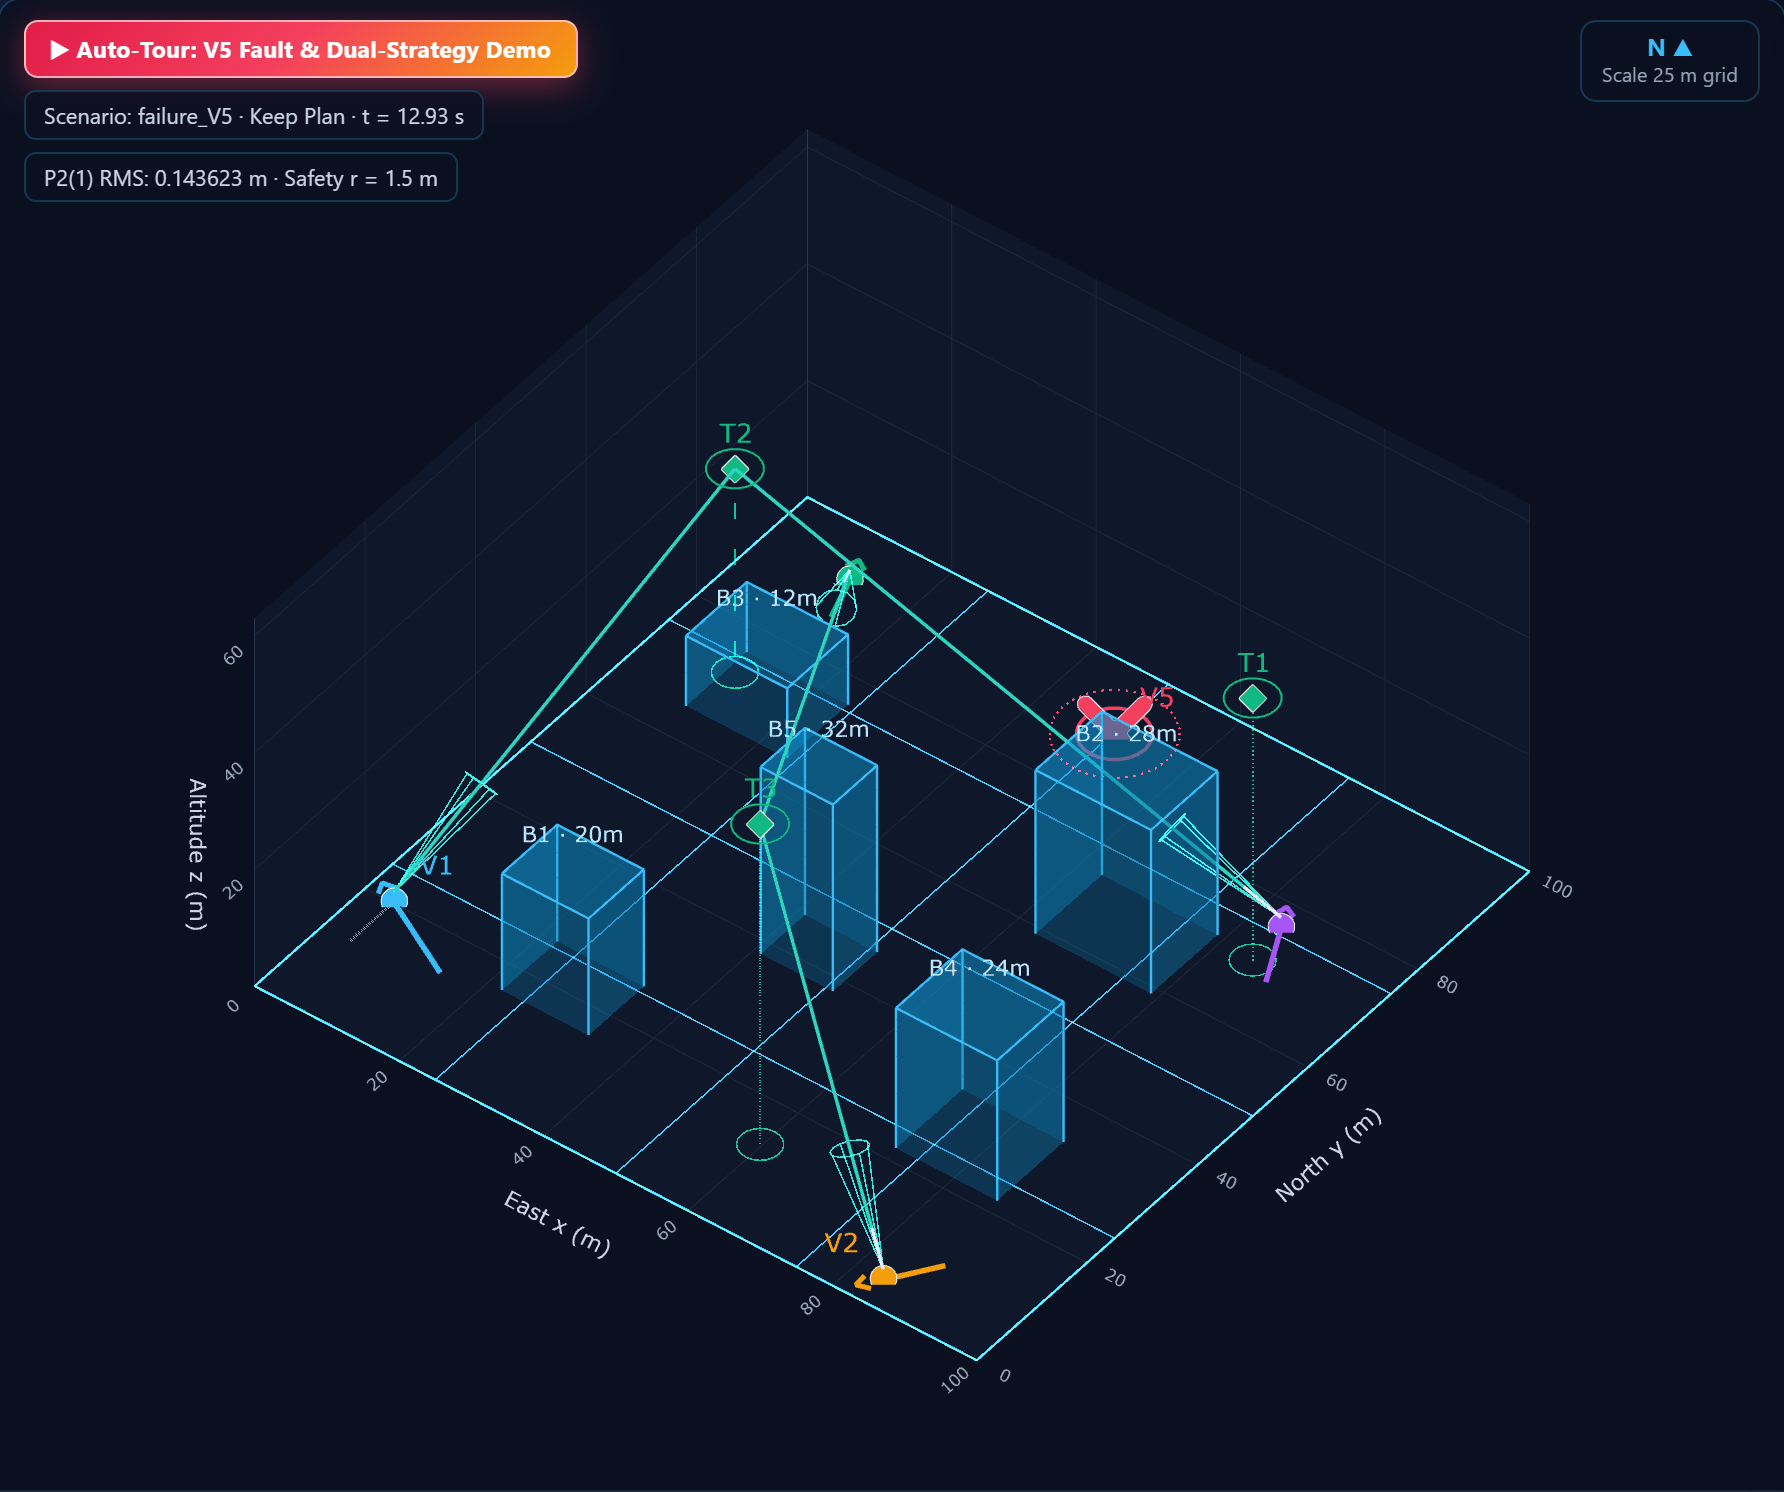 ▶ Auto-Tour: V5 Fault & Dual-Strategy Demo
N ▲
Scale 25 m grid
Scenario: failure_V5 · Keep Plan · t = 12.93 s
P2(1) RMS: 0.143623 m · Safety r = 1.5 m
T2
B3 · 12m
T1
V5
B2 · 28m
B5 · 32m
T3
B1 · 20m
V1
B4 · 24m
V2
60
40
20
0
Altitude z (m)
20
40
60
80
100
East x (m)
0
20
40
60
80
100
North y (m)